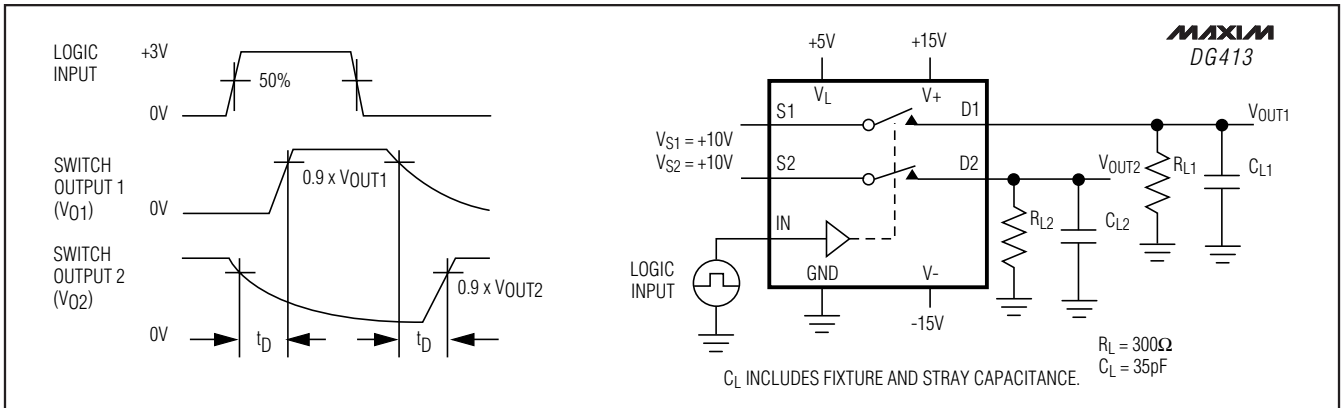 LOGIC
INPUT
+3V
50%
0V
SWITCH
OUTPUT 1
(VO1)
0.9 x VOUT1
0V
SWITCH
OUTPUT 2
(VO2)
0.9 x VOUT2
0V
tD
tD
MAXIM
DG413
+5V
+15V
VL
V+
S1
D1
VOUT1
VS1 = +10V
VS2 = +10V
S2
D2
VOUT2
RL1
CL1
RL2
CL2
IN
LOGIC
INPUT
GND
V-
-15V
RL = 300Ω
CL = 35pF
CL INCLUDES FIXTURE AND STRAY CAPACITANCE.